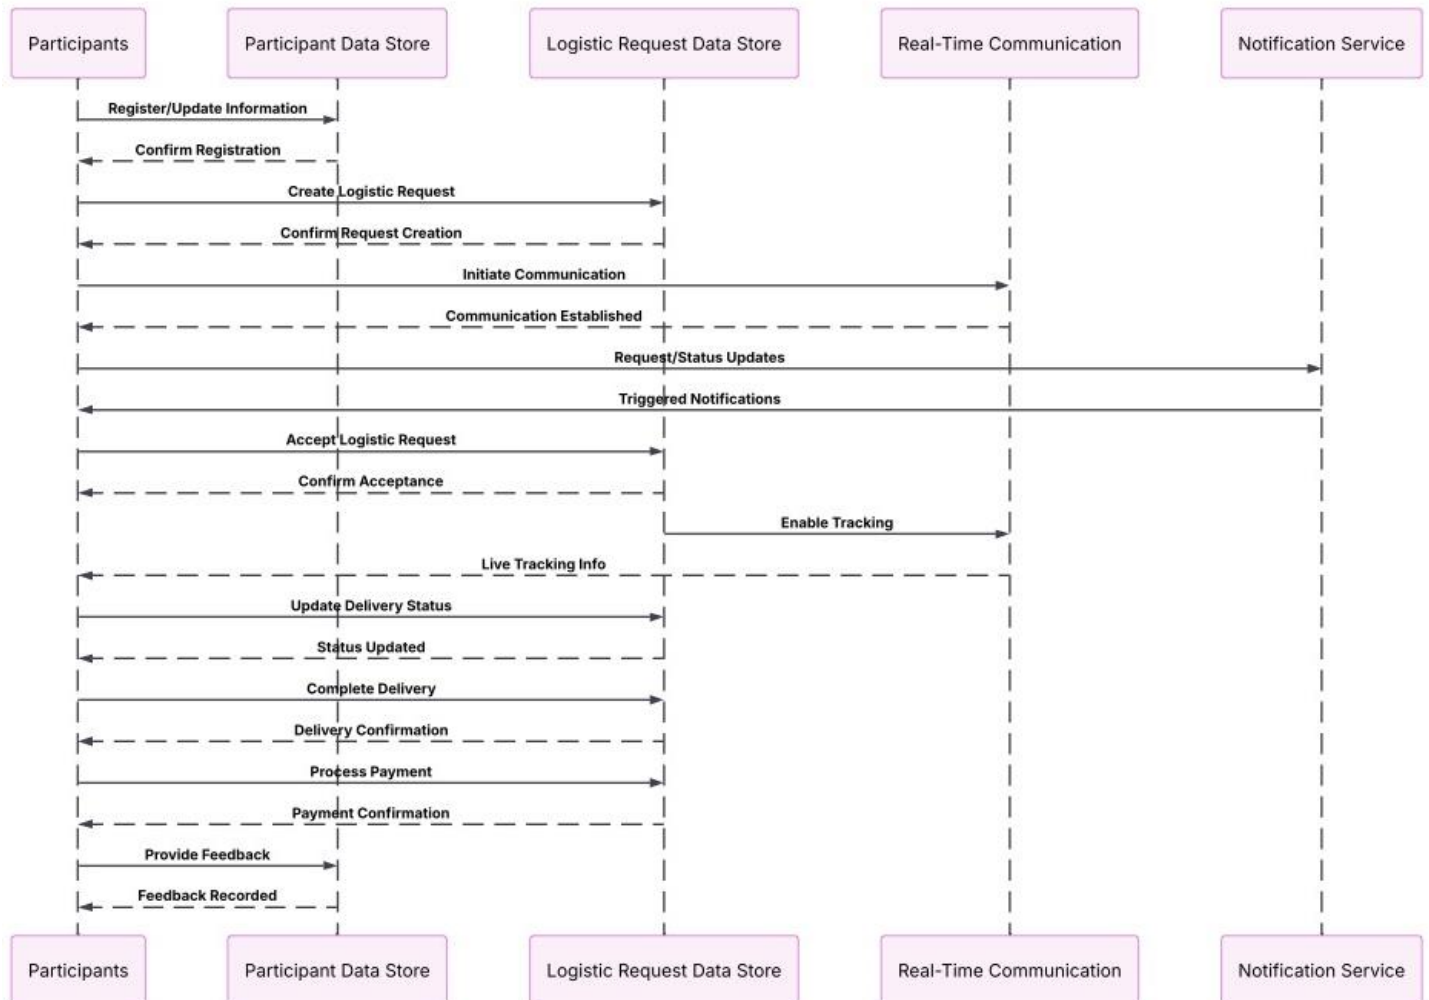 Participants
Participant Data Store
Logistic Request Data Store
Real-Time Communication
Notification Service
Register/Update Information
Confirm Registration
Create Logistic Request
Confirm Request Creation
Initiate Communication
Communication Established
Request/Status Updates
Triggered Notifications
Accept Logistic Request
Confirm Acceptance
Enable Tracking
Live Tracking Info
Update Delivery Status
Status Updated
Complete Delivery
Delivery Confirmation
Process Payment
Payment Confirmation
Provide Feedback
Feedback Recorded
Participants
Participant Data Store
Logistic Request Data Store
Real-Time Communication
Notification Service